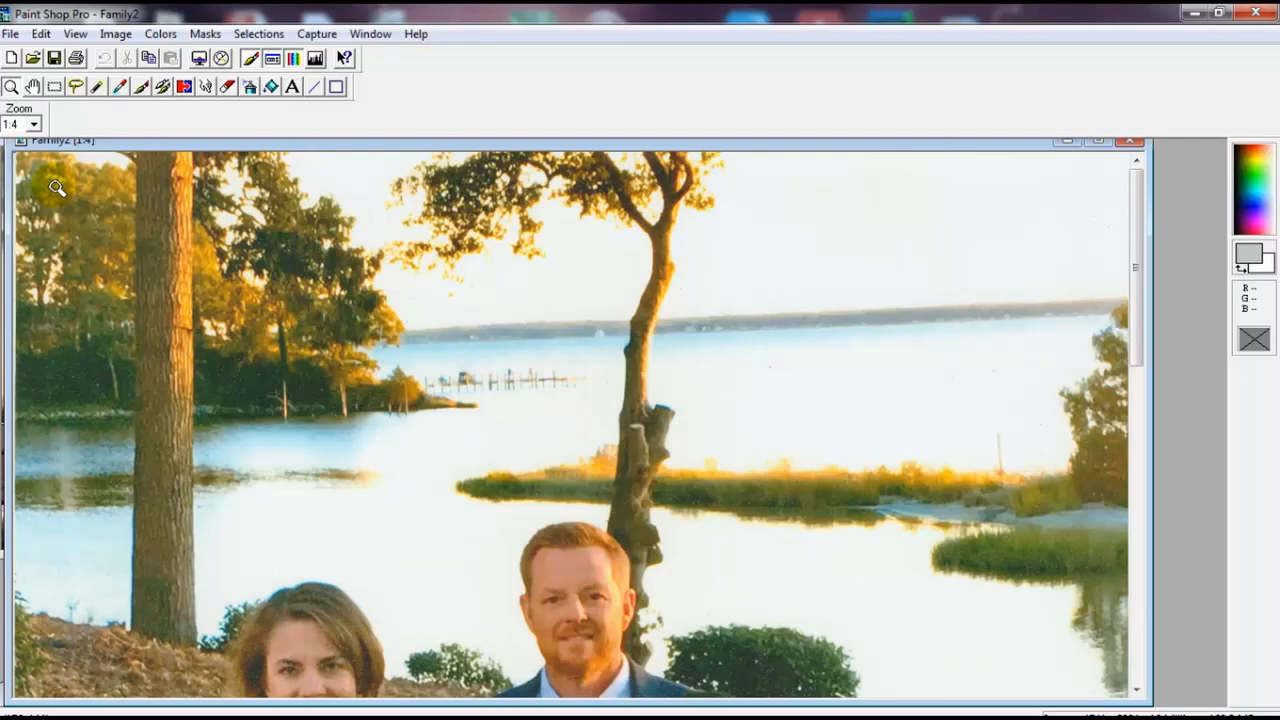 Paint Shop Pro - Family2
File Edit View Image Colors Masks Selections Capture Window Help
Zoom
1:4
Family2 [1:4]
R --
G --
B --